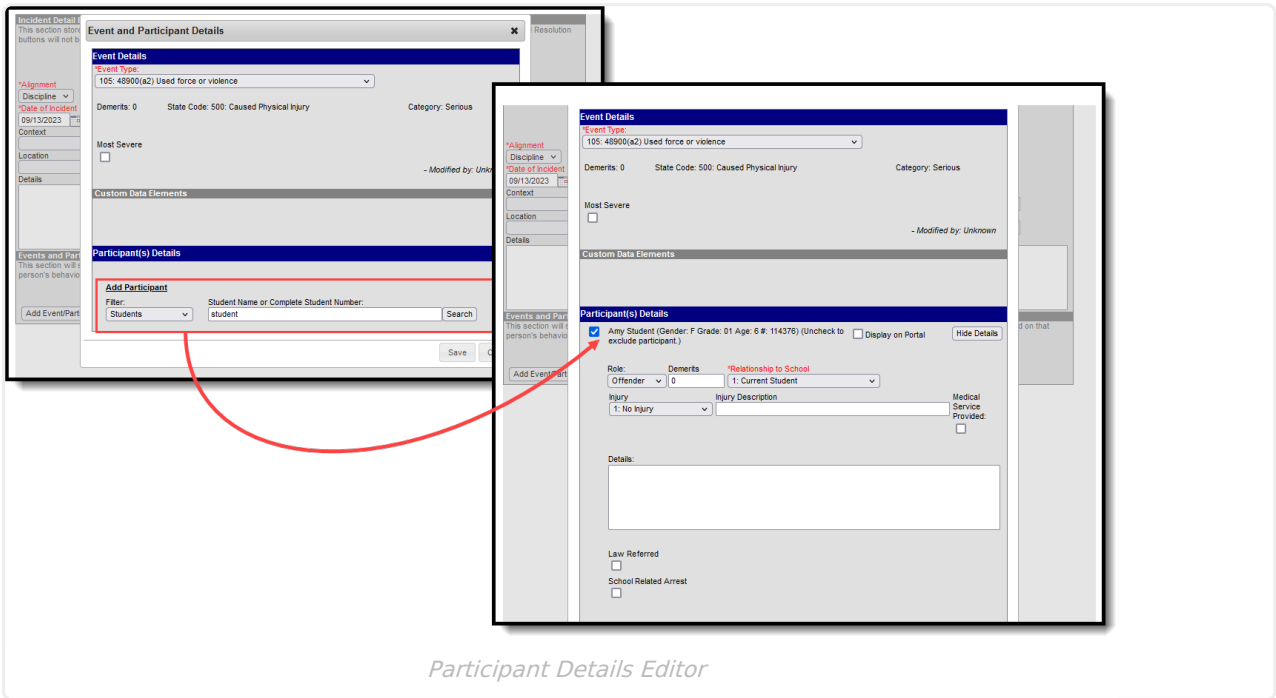 Incident Detail I
This section store
buttons will not b
Resolution
*Alignment
Discipline
*Date of Incident
09/13/2023
Context
Location
Details
Events and Part
This section will s
person's behavio
Add Event/Part
Event and Participant Details
Event Details
*Event Type:
105: 48900(a2) Used force or violence
Demerits: 0 State Code: 500: Caused Physical Injury Category: Serious
Most Severe
- Modified by: Unkn
Custom Data Elements
Participant(s) Details
Add Participant
Filter: Student Name or Complete Student Number:
Students student Search
Save C
*Alignment
Discipline
*Date of Incident
09/13/2023
Context
Location
Details
Events and Part
This section will s
person's behavio
d on that
Add Event/Part
Event Details
*Event Type:
105: 48900(a2) Used force or violence
Demerits: 0 State Code: 500: Caused Physical Injury Category: Serious
Most Severe
- Modified by: Unknown
Custom Data Elements
Participant(s) Details
Amy Student (Gender: F Grade: 01 Age: 6 #: 114376) (Uncheck to
exclude participant.)
Display on Portal
Hide Details
Role: Demerits *Relationship to School
Offender 0 1: Current Student
Injury Injury Description Medical
Service
Provided:
1: No Injury
Details:
Law Referred
School Related Arrest
Participant Details Editor